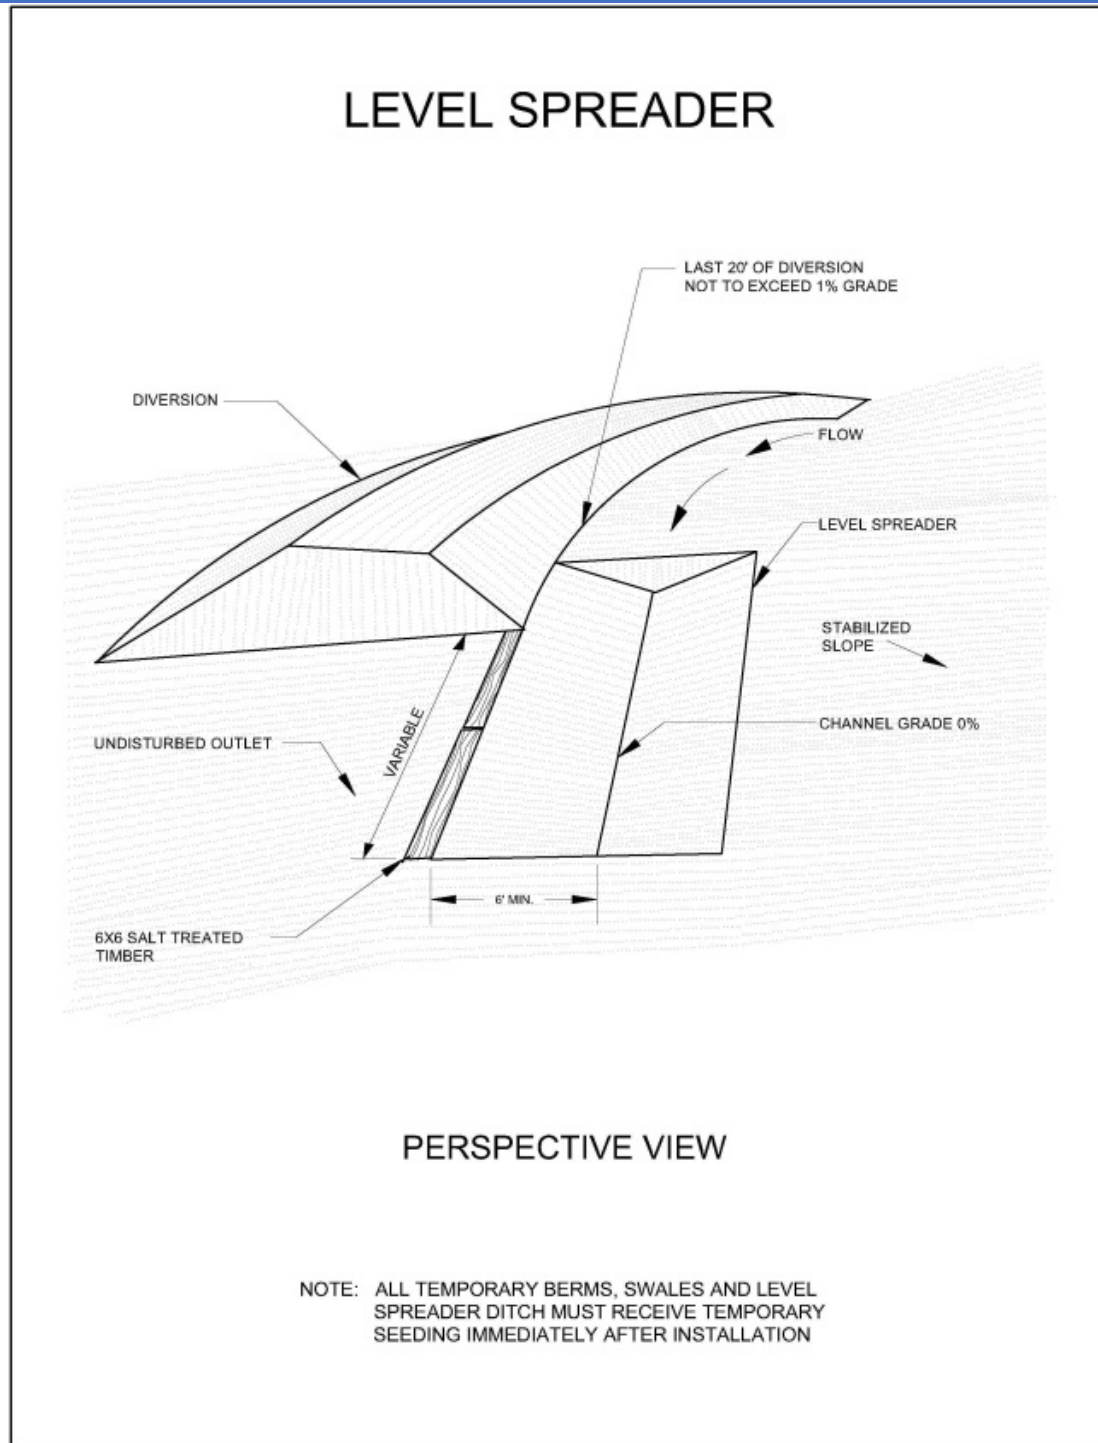 LEVEL SPREADER
LAST 20' OF DIVERSION
NOT TO EXCEED 1% GRADE
DIVERSION
FLOW
LEVEL SPREADER
STABILIZED
SLOPE
VARIABLE
UNDISTURBED OUTLET
CHANNEL GRADE 0%
6' MIN.
6X6 SALT TREATED
TIMBER
PERSPECTIVE VIEW
NOTE: ALL TEMPORARY BERMS, SWALES AND LEVEL
SPREADER DITCH MUST RECEIVE TEMPORARY
SEEDING IMMEDIATELY AFTER INSTALLATION